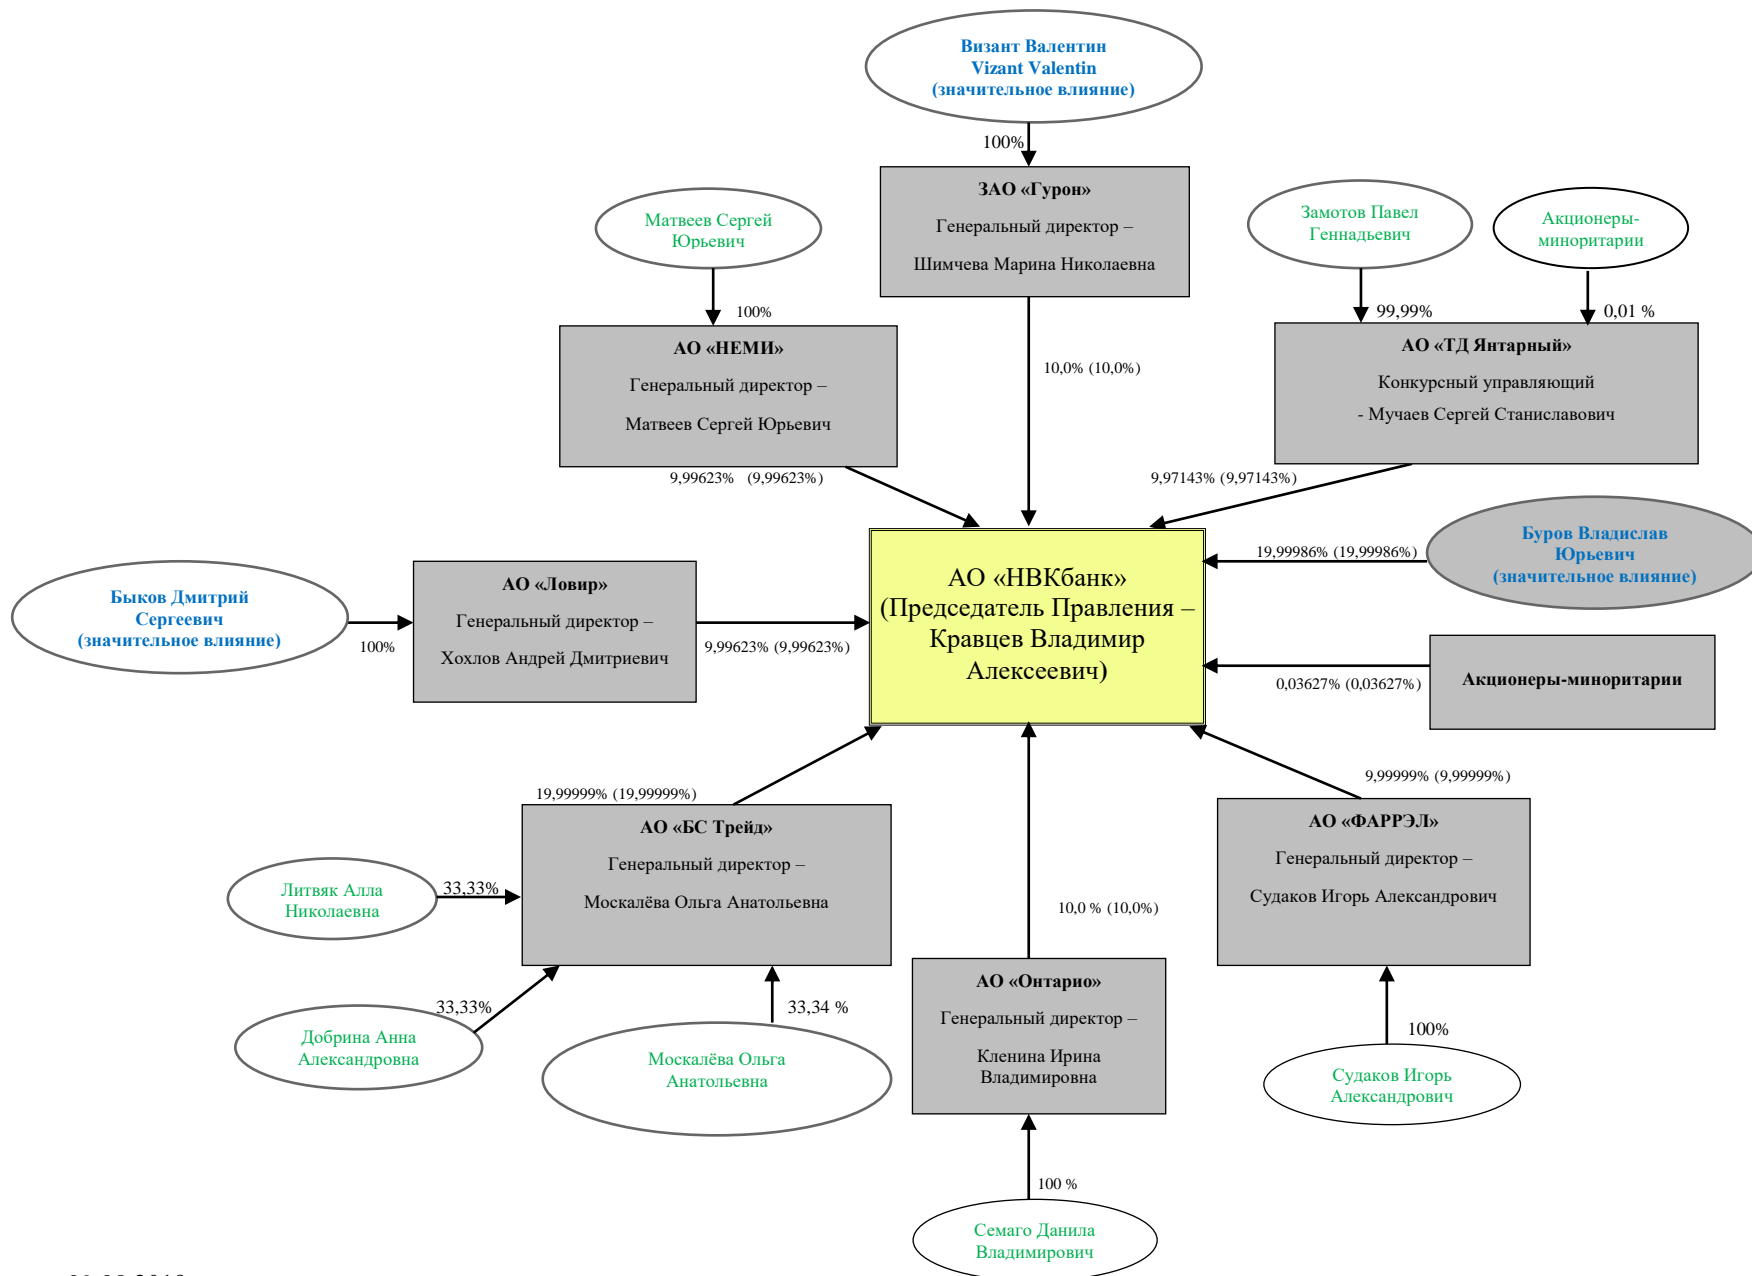 Визант Валентин
Vizant Valentin
(значительное влияние)
100%
ЗАО «Гурон»
Генеральный директор –
Шимчева Марина Николаевна
10,0% (10,0%)
Матвеев Сергей
Юрьевич
100%
АО «НЕМИ»
Генеральный директор –
Матвеев Сергей Юрьевич
9,99623% (9,99623%)
Замотов Павел
Геннадьевич
99,99%
Акционеры-
миноритарии
0,01 %
АО «ТД Янтарный»
Конкурсный управляющий
- Мучаев Сергей Станиславович
9,97143% (9,97143%)
Быков Дмитрий
Сергеевич
(значительное влияние)
100%
АО «Ловир»
Генеральный директор –
Хохлов Андрей Дмитриевич
9,99623% (9,99623%)
АО «НВКбанк»
(Председатель Правления –
Кравцев Владимир
Алексеевич)
19,99986% (19,99986%)
Буров Владислав
Юрьевич
(значительное влияние)
0,03627% (0,03627%)
Акционеры-миноритарии
19,99999% (19,99999%)
АО «БС Трейд»
Генеральный директор –
Москалёва Ольга Анатольевна
Литвяк Алла
Николаевна
33,33%
Добрина Анна
Александровна
33,33%
Москалёва Ольга
Анатольевна
33,34 %
10,0 % (10,0%)
АО «Онтарио»
Генеральный директор –
Кленина Ирина
Владимировна
100 %
Семаго Данила
Владимирович
9,99999% (9,99999%)
АО «ФАРРЭЛ»
Генеральный директор –
Судаков Игорь Александрович
100%
Судаков Игорь
Александрович